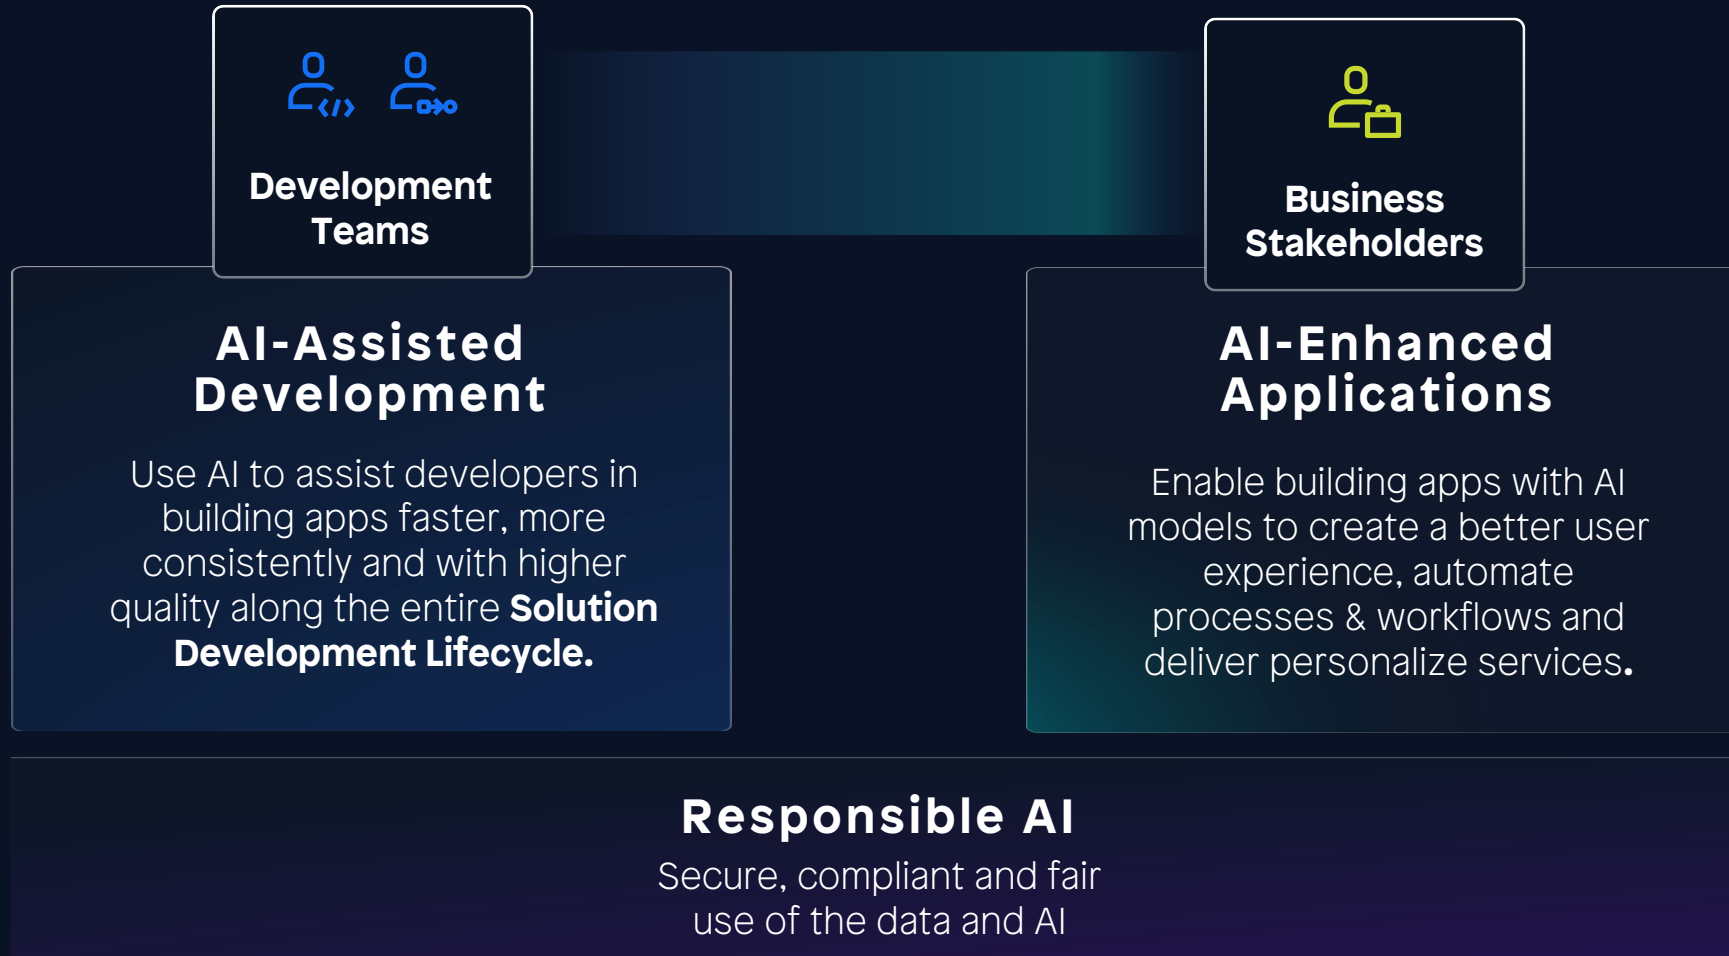 Development
Teams
Business
Stakeholders
AI-Assisted
Development
Use AI to assist developers in
building apps faster, more
consistently and with higher
quality along the entire Solution
Development Lifecycle.
AI-Enhanced
Applications
Enable building apps with AI
models to create a better user
experience, automate
processes & workflows and
deliver personalize services.
Responsible AI
Secure, compliant and fair
use of the data and AI